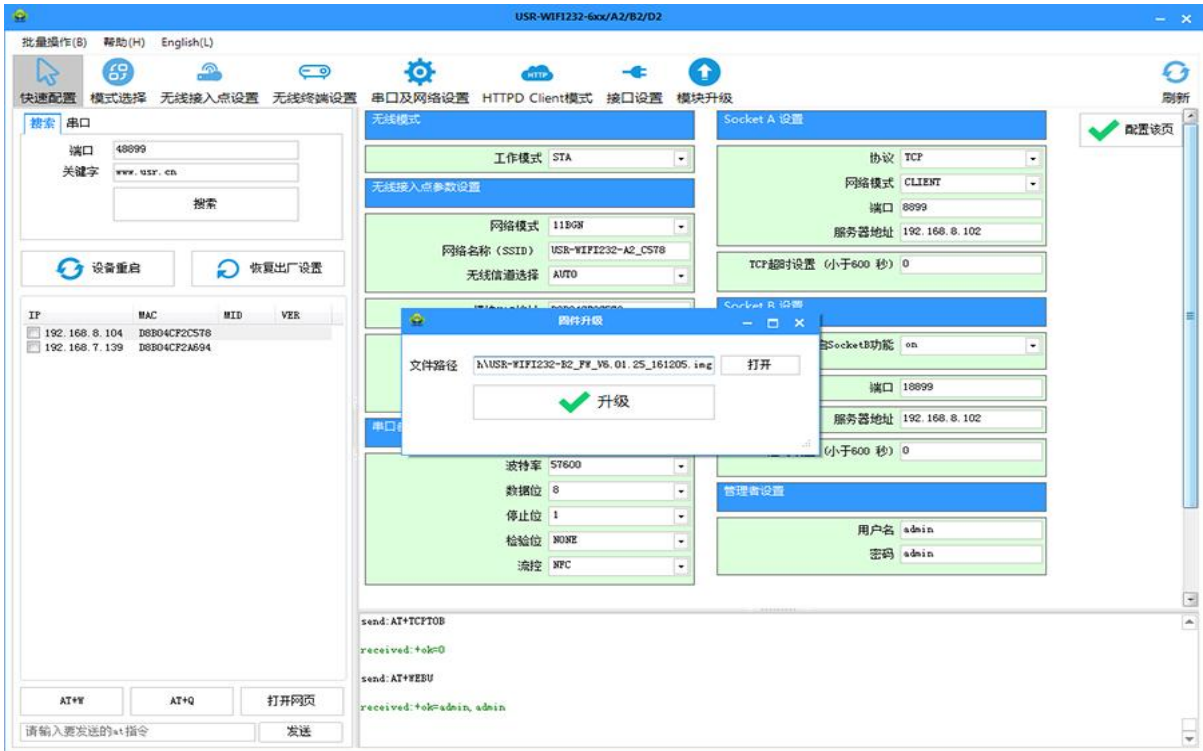 USR-WIFI232-6xx/A2/B2/D2
批量操作(B) 帮助(H) English(L)
快速配置 模式选择 无线接入点设置 无线终端设置 串口及网络设置 HTTPD Client模式 接口设置 模块升级 刷新
搜索 串口
端口 48899
关键字 www.usr.cn
搜索
设备重启 恢复出厂设置
IP MAC MID VER
192.168.8.104 D8B04CF2C578
192.168.7.139 D8B04CF2A694
AT+W AT+Q 打开网页
请输入要发送的at指令 发送
无线模式
工作模式 STA
无线接入点参数设置
网络模式 11BGN
网络名称（SSID） USR-WIFI232-A2_C578
无线信道选择 AUTO
波特率 57600
数据位 8
停止位 1
检验位 NONE
流控 NFC
固件升级
文件路径 h\USR-WIFI232-B2_FW_V6.01.25_161205.img 打开
升级
Socket A 设置
协议 TCP
网络模式 CLIENT
端口 8899
服务器地址 192.168.8.102
TCP超时设置（小于600 秒） 0
Socket B 设置
SocketB功能 on
端口 18899
服务器地址 192.168.8.102
（小于600 秒） 0
管理者设置
用户名 admin
密码 admin
配置该页
send:AT+TCPTOB
received:+ok=0
send:AT+WEBU
received:+ok=admin,admin